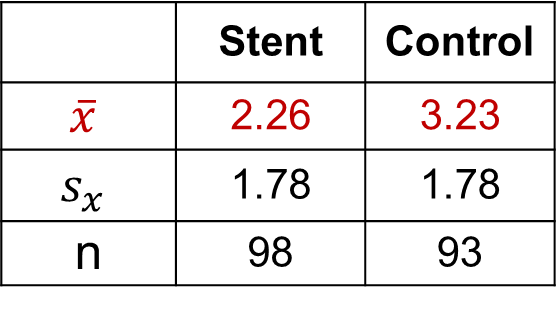 Stent Control
x̄ 2.26 3.23
sₓ 1.78 1.78
n 98 93